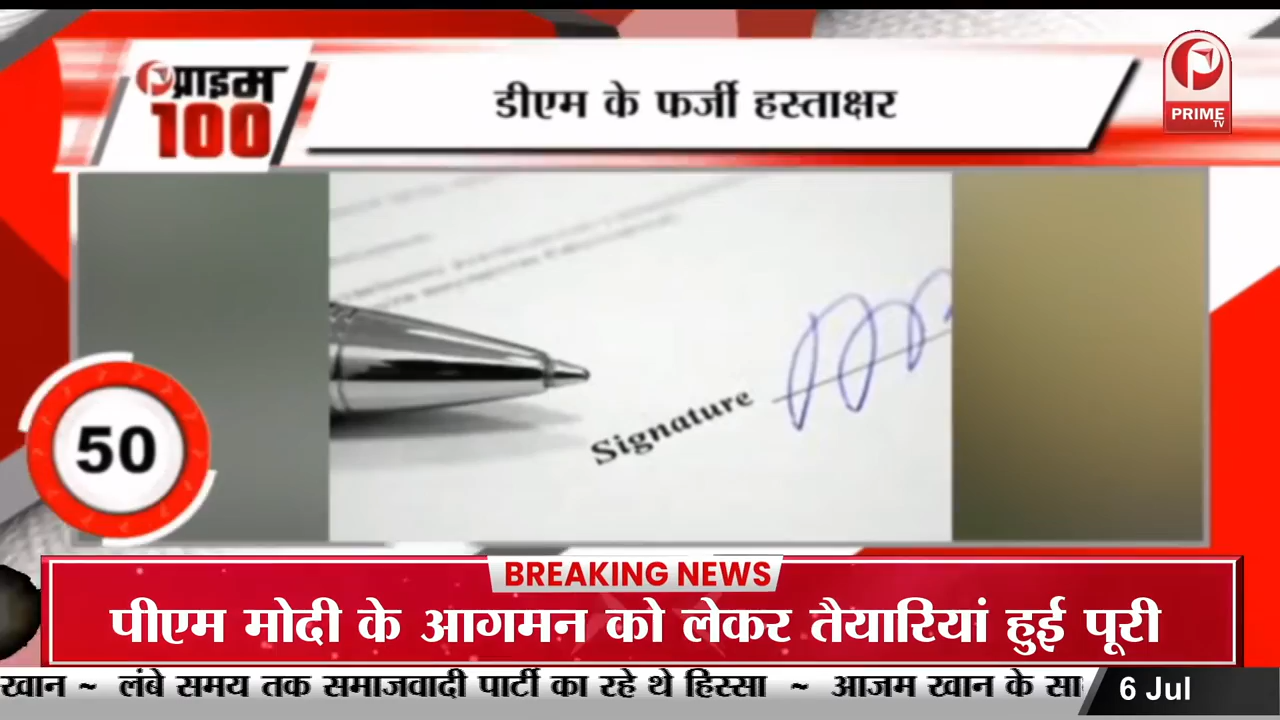 प्राइम
100
डीएम के फर्जी हस्ताक्षर
PRIME
TV
Signature
50
BREAKING NEWS
पीएम मोदी के आगमन को लेकर तैयारियां हुई पूरी
खान ~ लंबे समय तक समाजवादी पार्टी का रहे थे हिस्सा ~ आजम खान के सा
6 Jul